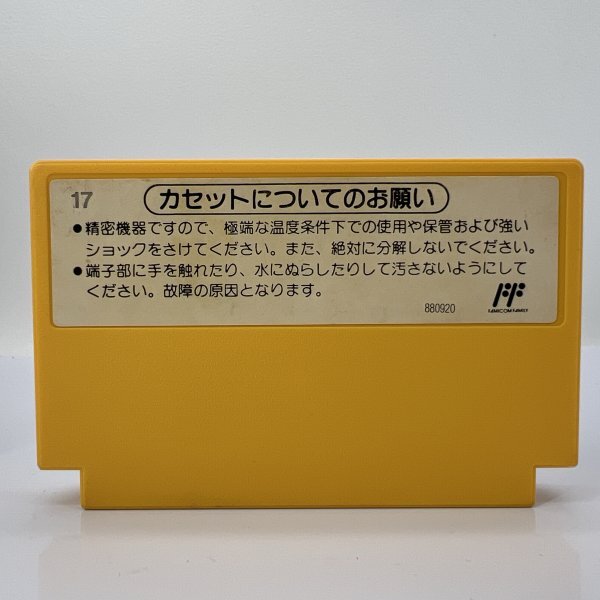 17
カセットについてのお願い
●精密機器ですので、極端な温度条件下での使用や保管および強い
ショックをさけてください。また、絶対に分解しないでください。
●端子部に手を触れたり、水にぬらしたりして汚さないようにして
ください。故障の原因となります。
880920
FAMICOM FAMILY